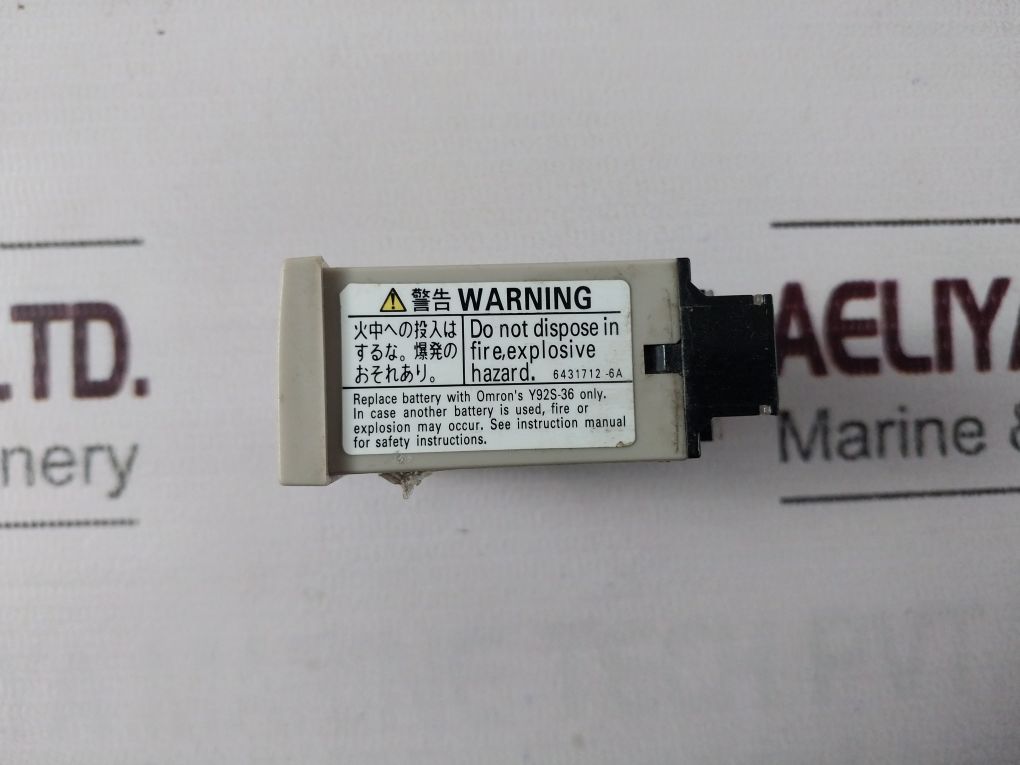 警告 WARNING
火中への投入は
するな。爆発の
おそれあり。
Do not dispose in
fire,explosive
hazard. 6431712-6A
Replace battery with Omron's Y92S-36 only.
In case another battery is used, fire or
explosion may occur. See instruction manual
for safety instructions.
LTD.
nery
AELIYA
Marine &